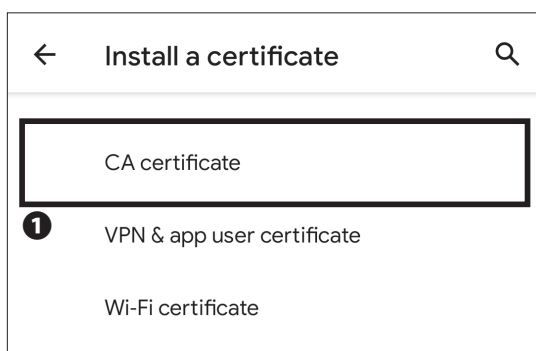 Install a certificate
CA certificate
1
VPN & app user certificate
Wi-Fi certificate